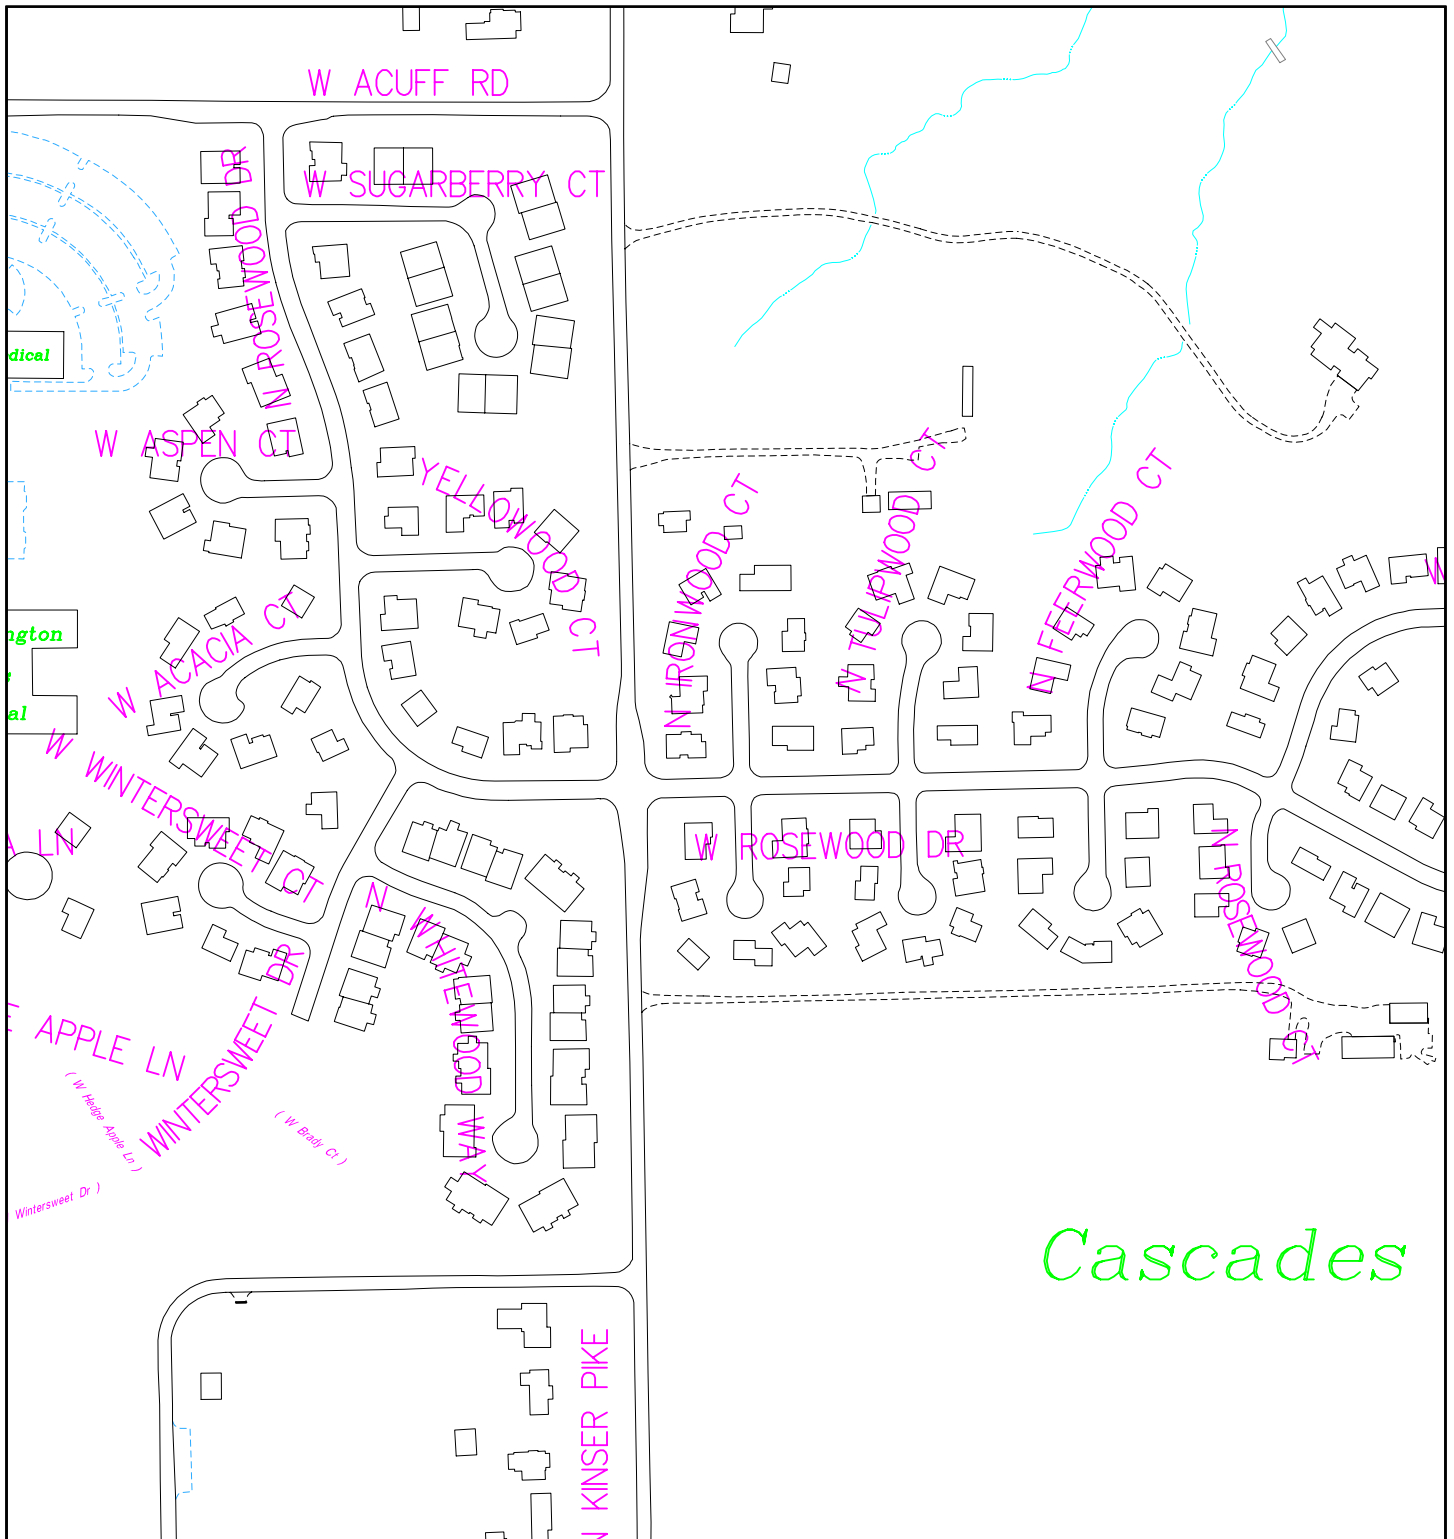 W ACUFF RD
W SUGARBERRY CT
N ROSEWOOD DR
dical
W ASPEN CT
YELLOWOOD CT
N IRONWOOD CT
N TULIPWOOD CT
N FEERWOOD CT
W
ngton
W ACACIA CT
al
W WINTERSWEET CT
LN
W ROSEWOOD DR
N ROSEWOOD CT
N WHITEWOOD WAY
APPLE LN
WINTERSWEET DR
( W Hedge Apple Ln )
( W Brady Ct )
Wintersweet Dr )
Cascades
N KINSER PIKE